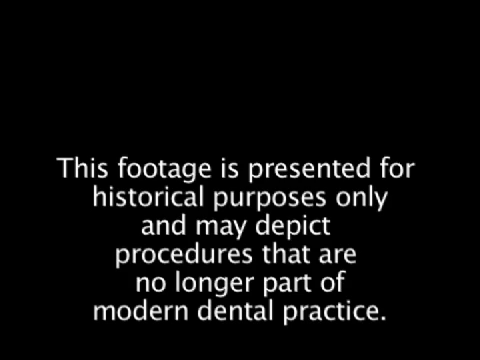 This footage is presented for
historical purposes only
and may depict
procedures that are
no longer part of
modern dental practice.